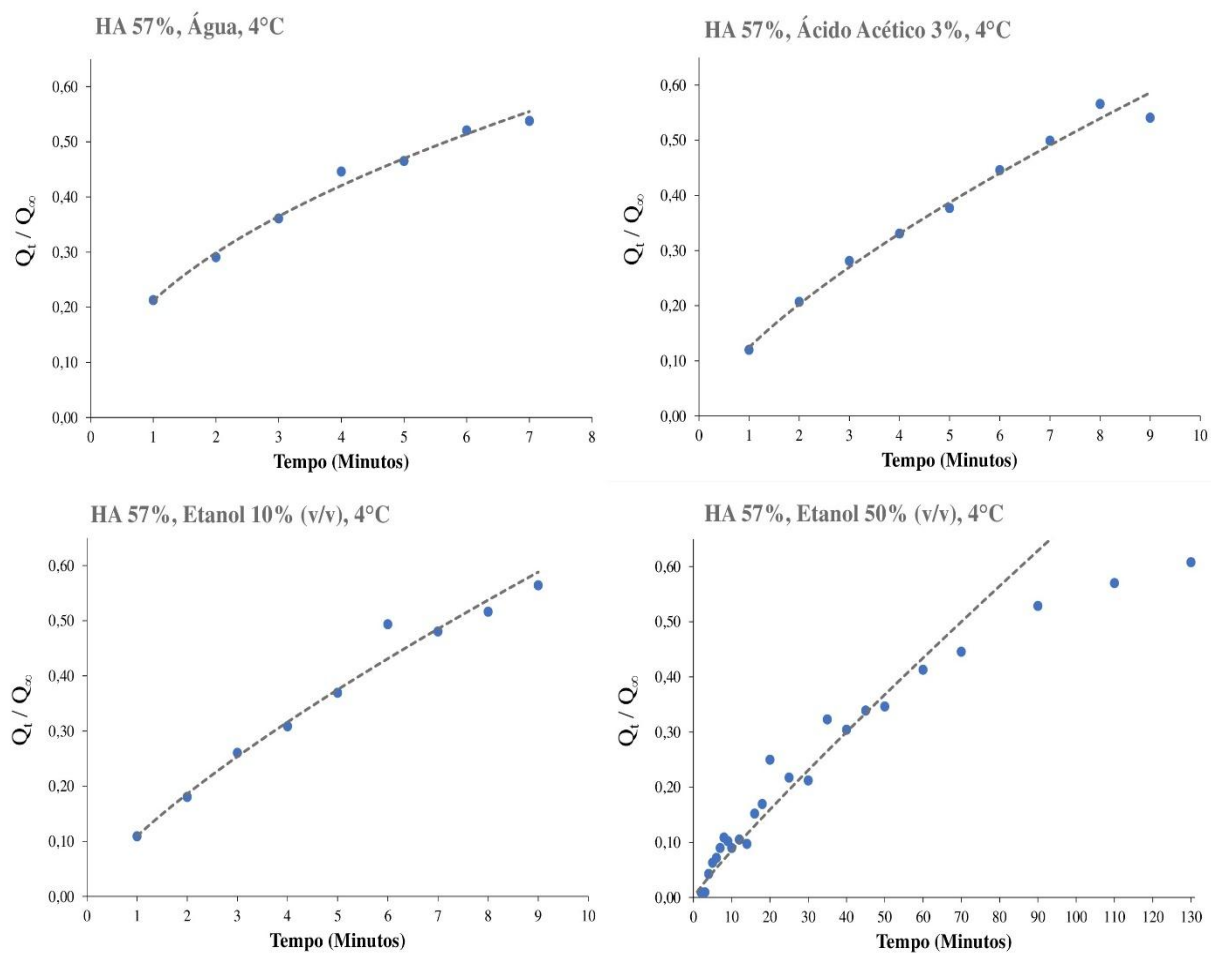 HA 57%, Água, 4°C
0,60
0,50
0,40
0,30
0,20
0,10
0,00
Qt / Q∞
0 1 2 3 4 5 6 7 8
Tempo (Minutos)
HA 57%, Ácido Acético 3%, 4°C
0,60
0,50
0,40
0,30
0,20
0,10
0,00
Qt / Q∞
0 1 2 3 4 5 6 7 8 9 10
Tempo (Minutos)
HA 57%, Etanol 10% (v/v), 4°C
0,60
0,50
0,40
0,30
0,20
0,10
0,00
Qt / Q∞
0 1 2 3 4 5 6 7 8 9 10
Tempo (Minutos)
HA 57%, Etanol 50% (v/v), 4°C
0,60
0,50
0,40
0,30
0,20
0,10
0,00
Qt / Q∞
0 10 20 30 40 50 60 70 80 90 100 110 120 130
Tempo (Minutos)